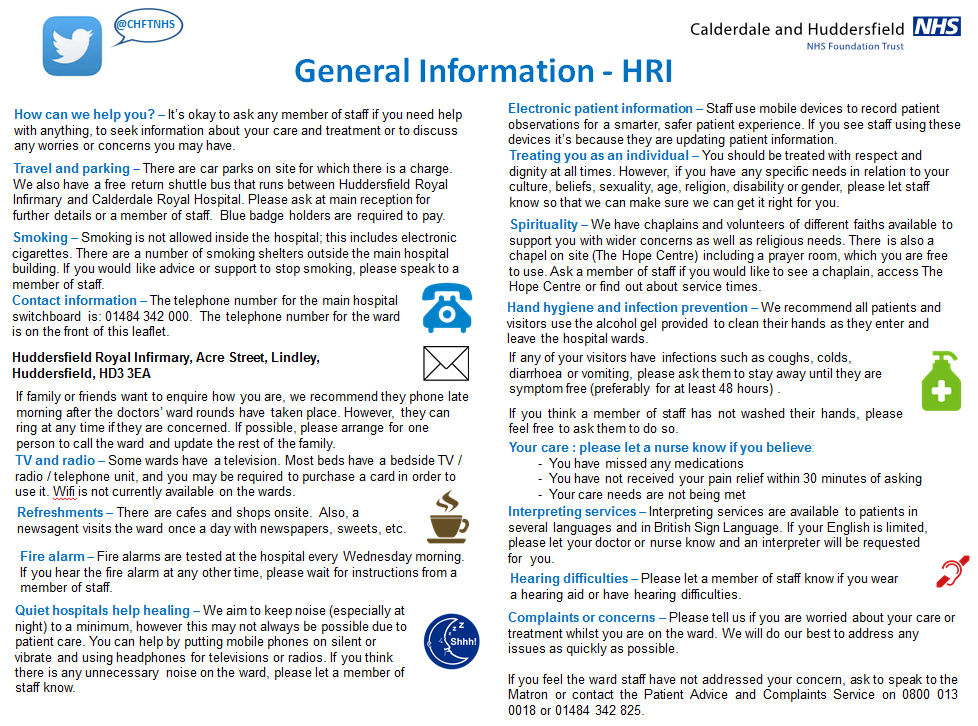 @CHFTNHS
Calderdale and Huddersfield NHS
NHS Foundation Trust
General Information - HRI
How can we help you? – It’s okay to ask any member of staff if you need help
with anything, to seek information about your care and treatment or to discuss
any worries or concerns you may have.
Travel and parking – There are car parks on site for which there is a charge.
We also have a free return shuttle bus that runs between Huddersfield Royal
Infirmary and Calderdale Royal Hospital. Please ask at main reception for
further details or a member of staff. Blue badge holders are required to pay.
Smoking – Smoking is not allowed inside the hospital; this includes electronic
cigarettes. There are a number of smoking shelters outside the main hospital
building. If you would like advice or support to stop smoking, please speak to a
member of staff.
Contact information – The telephone number for the main hospital
switchboard is: 01484 342 000. The telephone number for the ward
is on the front of this leaflet.
Huddersfield Royal Infirmary, Acre Street, Lindley,
Huddersfield, HD3 3EA
If family or friends want to enquire how you are, we recommend they phone late
morning after the doctors’ ward rounds have taken place. However, they can
ring at any time if they are concerned. If possible, please arrange for one
person to call the ward and update the rest of the family.
TV and radio – Some wards have a television. Most beds have a bedside TV /
radio / telephone unit, and you may be required to purchase a card in order to
use it. Wifi is not currently available on the wards.
Refreshments – There are cafes and shops onsite. Also, a
newsagent visits the ward once a day with newspapers, sweets, etc.
Fire alarm – Fire alarms are tested at the hospital every Wednesday morning.
If you hear the fire alarm at any other time, please wait for instructions from a
member of staff.
Quiet hospitals help healing – We aim to keep noise (especially at
night) to a minimum, however this may not always be possible due to
patient care. You can help by putting mobile phones on silent or
vibrate and using headphones for televisions or radios. If you think
there is any unnecessary noise on the ward, please let a member of
staff know.
z z z
Shhh!
Electronic patient information – Staff use mobile devices to record patient
observations for a smarter, safer patient experience. If you see staff using these
devices it’s because they are updating patient information.
Treating you as an individual – You should be treated with respect and
dignity at all times. However, if you have any specific needs in relation to your
culture, beliefs, sexuality, age, religion, disability or gender, please let staff
know so that we can make sure we can get it right for you.
Spirituality – We have chaplains and volunteers of different faiths available to
support you with wider concerns as well as religious needs. There is also a
chapel on site (The Hope Centre) including a prayer room, which you are free
to use. Ask a member of staff if you would like to see a chaplain, access The
Hope Centre or find out about service times.
Hand hygiene and infection prevention – We recommend all patients and
visitors use the alcohol gel provided to clean their hands as they enter and
leave the hospital wards.
If any of your visitors have infections such as coughs, colds,
diarrhoea or vomiting, please ask them to stay away until they are
symptom free (preferably for at least 48 hours) .
If you think a member of staff has not washed their hands, please
feel free to ask them to do so.
Your care : please let a nurse know if you believe:
- You have missed any medications
- You have not received your pain relief within 30 minutes of asking
- Your care needs are not being met
Interpreting services – Interpreting services are available to patients in
several languages and in British Sign Language. If your English is limited,
please let your doctor or nurse know and an interpreter will be requested
for you.
Hearing difficulties – Please let a member of staff know if you wear
a hearing aid or have hearing difficulties.
Complaints or concerns – Please tell us if you are worried about your care or
treatment whilst you are on the ward. We will do our best to address any
issues as quickly as possible.
If you feel the ward staff have not addressed your concern, ask to speak to the
Matron or contact the Patient Advice and Complaints Service on 0800 013
0018 or 01484 342 825.